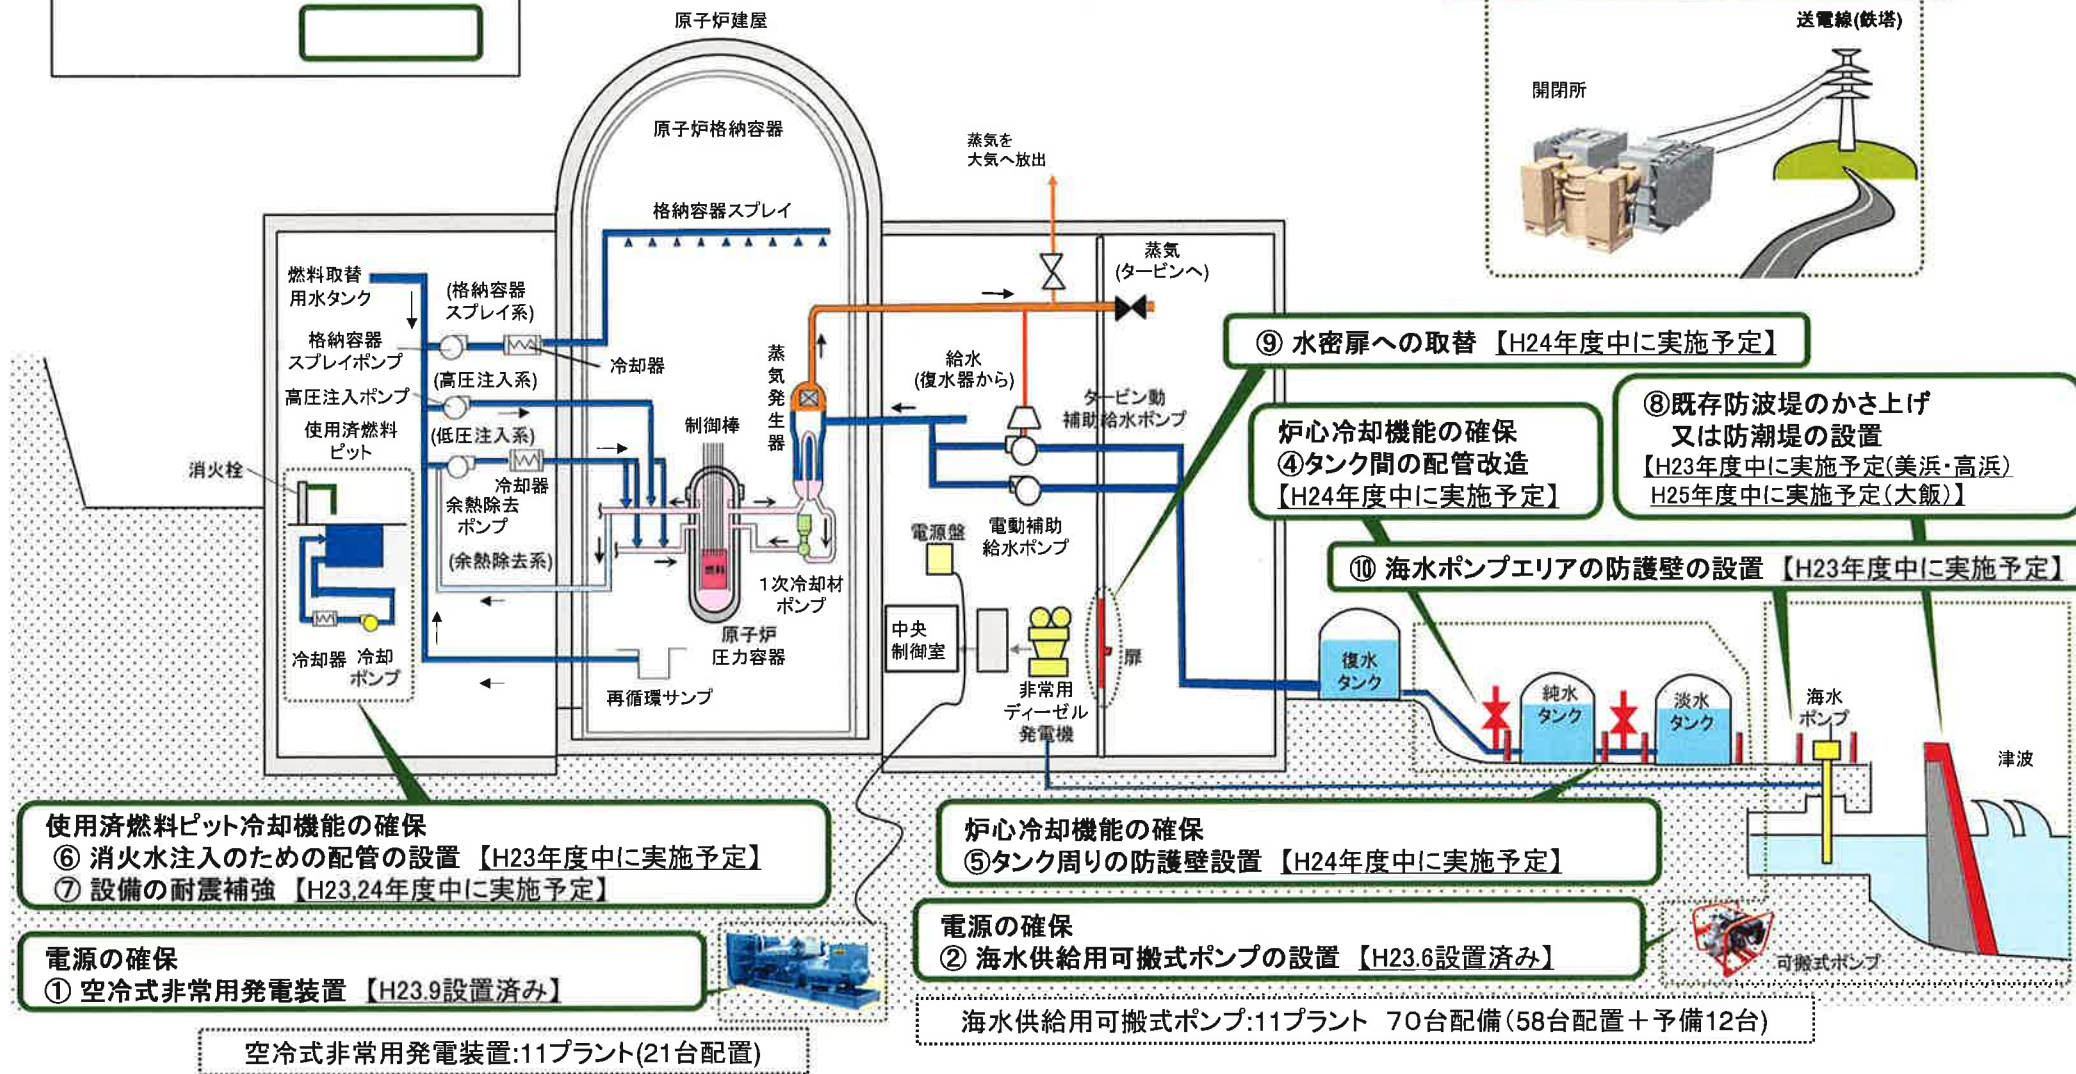 原子炉建屋
送電線(鉄塔)
開閉所
原子炉格納容器
蒸気を
大気へ放出
格納容器スプレイ
蒸気
(タービンへ)
燃料取替
用水タンク
(格納容器
スプレイ系)
格納容器
スプレイポンプ
冷却器
(高圧注入系)
高圧注入ポンプ
(低圧注入系)
使用済燃料
ピット
消火栓
冷却器
余熱除去
ポンプ
(余熱除去系)
冷却器
冷却
ポンプ
制御棒
蒸気発生器
燃料
1次冷却材
ポンプ
原子炉
圧力容器
再循環サンプ
給水
(復水器から)
タービン動
補助給水ポンプ
電動補助
給水ポンプ
電源盤
中央
制御室
非常用
ディーゼル
発電機
扉
⑨ 水密扉への取替 【H24年度中に実施予定】
炉心冷却機能の確保
④タンク間の配管改造
【H24年度中に実施予定】
⑧既存防波堤のかさ上げ
又は防潮堤の設置
【H23年度中に実施予定(美浜・高浜)
H25年度中に実施予定(大飯)】
⑩ 海水ポンプエリアの防護壁の設置 【H23年度中に実施予定】
復水
タンク
純水
タンク
淡水
タンク
海水
ポンプ
津波
使用済燃料ピット冷却機能の確保
⑥ 消火水注入のための配管の設置 【H23年度中に実施予定】
⑦ 設備の耐震補強 【H23,24年度中に実施予定】
炉心冷却機能の確保
⑤タンク周りの防護壁設置 【H24年度中に実施予定】
電源の確保
① 空冷式非常用発電装置 【H23.9設置済み】
電源の確保
② 海水供給用可搬式ポンプの設置 【H23.6設置済み】
可搬式ポンプ
空冷式非常用発電装置:11プラント(21台配置)
海水供給用可搬式ポンプ:11プラント 70台配備(58台配置+予備12台)